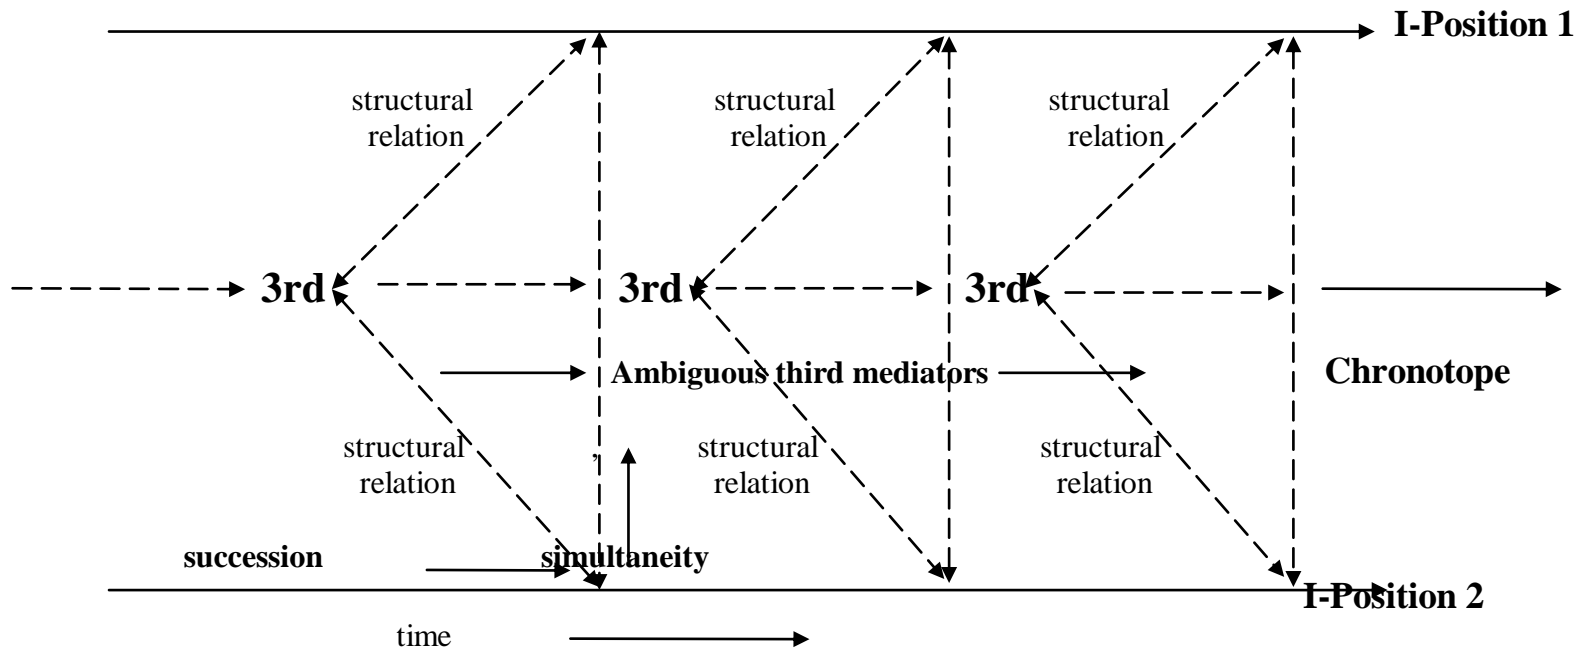 I-Position 1
structural
relation
structural
relation
structural
relation
3rd
3rd
3rd
Ambiguous third mediators
Chronotope
structural
relation
structural
relation
structural
relation
,
succession
simultaneity
I-Position 2
time